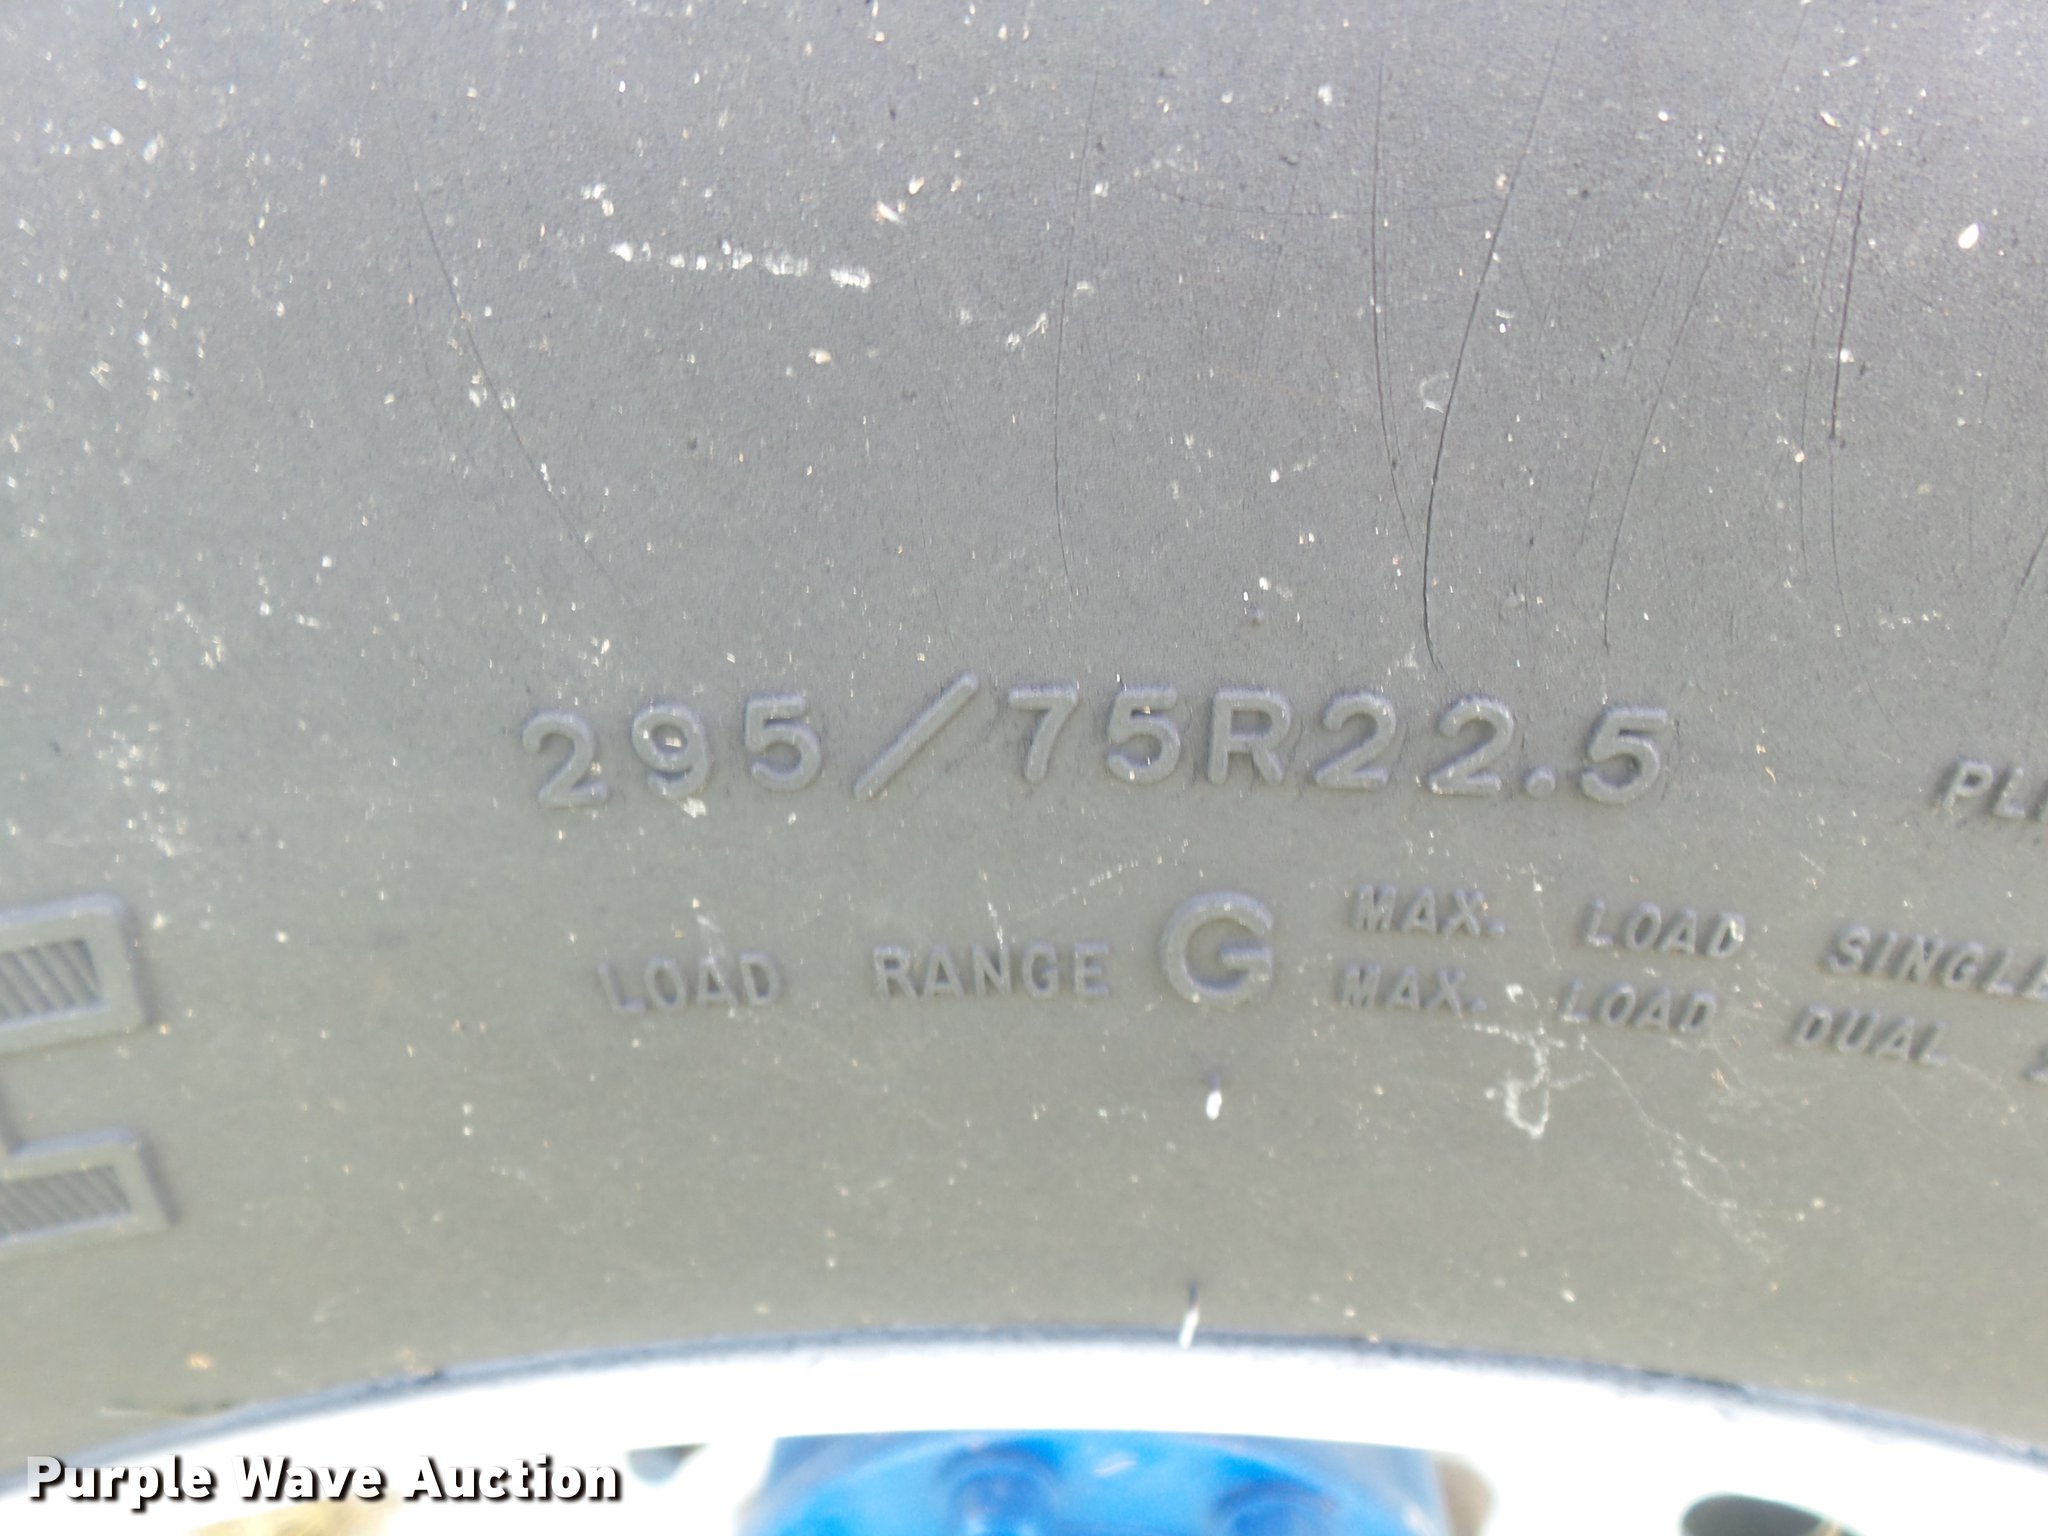 295/75R22.5
LOAD RANGE G
MAX. LOAD SINGLE
MAX. LOAD DUAL
Purple Wave Auction